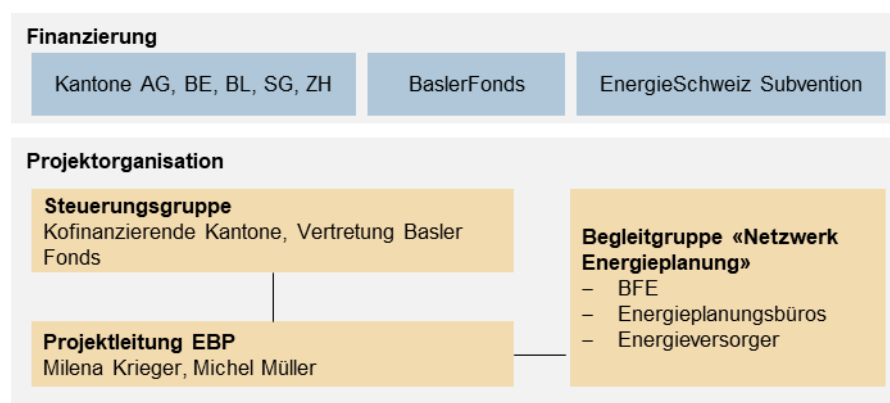 Finanzierung
Kantone AG, BE, BL, SG, ZH
BaslerFonds
EnergieSchweiz Subvention
Projektorganisation
Steuerungsgruppe
Kofinanzierende Kantone, Vertretung Basler
Fonds
Projektleitung EBP
Milena Krieger, Michel Müller
Begleitgruppe «Netzwerk
Energieplanung»
– BFE
– Energieplanungsbüros
– Energieversorger